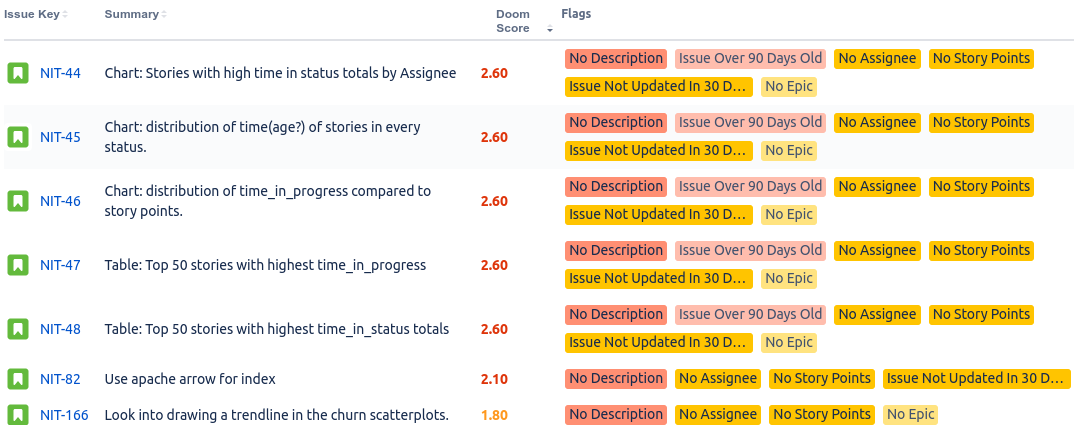 Issue Key Summary Doom Score Flags
NIT-44 Chart: Stories with high time in status totals by Assignee 2.60 No Description Issue Over 90 Days Old No Assignee No Story Points
Issue Not Updated In 30 D... No Epic
NIT-45 Chart: distribution of time(age?) of stories in every status. 2.60 No Description Issue Over 90 Days Old No Assignee No Story Points
Issue Not Updated In 30 D... No Epic
NIT-46 Chart: distribution of time_in_progress compared to story points. 2.60 No Description Issue Over 90 Days Old No Assignee No Story Points
Issue Not Updated In 30 D... No Epic
NIT-47 Table: Top 50 stories with highest time_in_progress 2.60 No Description Issue Over 90 Days Old No Assignee No Story Points
Issue Not Updated In 30 D... No Epic
NIT-48 Table: Top 50 stories with highest time_in_status totals 2.60 No Description Issue Over 90 Days Old No Assignee No Story Points
Issue Not Updated In 30 D... No Epic
NIT-82 Use apache arrow for index 2.10 No Description No Assignee No Story Points Issue Not Updated In 30 D...
NIT-166 Look into drawing a trendline in the churn scatterplots. 1.80 No Description No Assignee No Story Points No Epic